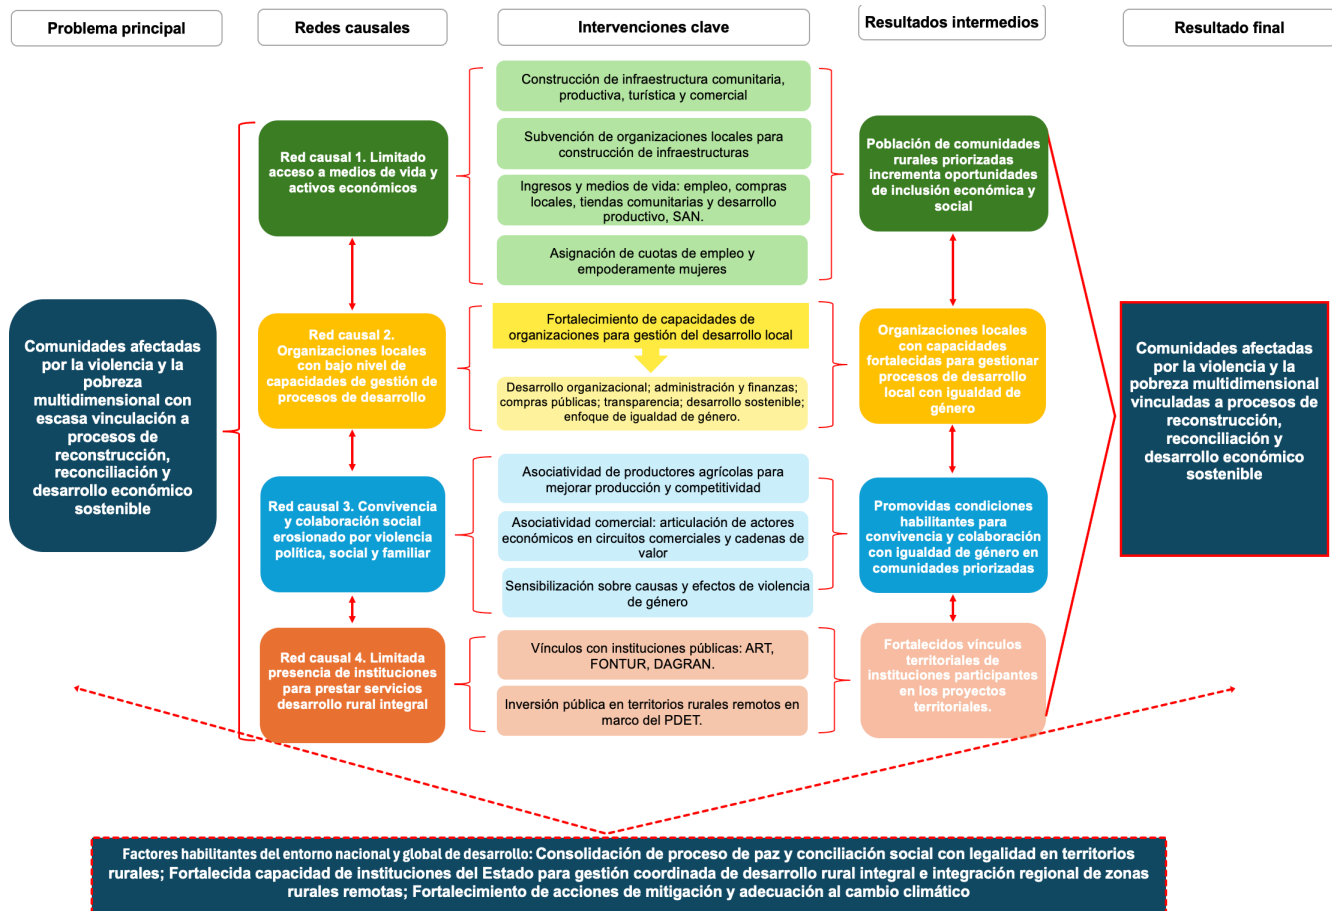 Problema principal
Redes causales
Intervenciones clave
Resultados intermedios
Resultado final
Comunidades afectadas
por la violencia y la
pobreza
multidimensional con
escasa vinculación a
procesos de
reconstrucción,
reconciliación y
desarrollo económico
sostenible
Red causal 1. Limitado
acceso a medios de vida y
activos económicos
Construcción de infraestructura comunitaria,
productiva, turística y comercial
Subvención de organizaciones locales para
construcción de infraestructuras
Ingresos y medios de vida: empleo, compras
locales, tiendas comunitarias y desarrollo
productivo, SAN.
Asignación de cuotas de empleo y
empoderamente mujeres
Población de comunidades
rurales priorizadas
incrementa oportunidades
de inclusión económica y
social
Red causal 2.
Organizaciones locales
con bajo nivel de
capacidades de gestión de
procesos de desarrollo
Fortalecimiento de capacidades de
organizaciones para gestión del desarrollo local
Desarrollo organizacional; administración y finanzas;
compras públicas; transparencia; desarrollo sostenible;
enfoque de igualdad de género.
Organizaciones locales
con capacidades
fortalecidas para gestionar
procesos de desarrollo
local con igualdad de
género
Red causal 3. Convivencia
y colaboración social
erosionado por violencia
política, social y familiar
Asociatividad de productores agrícolas para
mejorar producción y competitividad
Asociatividad comercial: articulación de actores
económicos en circuitos comerciales y cadenas de
valor
Sensibilización sobre causas y efectos de violencia
de género
Promovidas condiciones
habilitantes para
convivencia y colaboración
con igualdad de género en
comunidades priorizadas
Red causal 4. Limitada
presencia de instituciones
para prestar servicios
desarrollo rural integral
Vínculos con instituciones públicas: ART,
FONTUR, DAGRAN.
Inversión pública en territorios rurales remotos en
marco del PDET.
Fortalecidos vínculos
territoriales de
instituciones participantes
en los proyectos
territoriales.
Comunidades afectadas
por la violencia y la
pobreza multidimensional
vinculadas a procesos de
reconstrucción,
reconciliación y
desarrollo económico
sostenible
Factores habilitantes del entorno nacional y global de desarrollo: Consolidación de proceso de paz y conciliación social con legalidad en territorios
rurales; Fortalecida capacidad de instituciones del Estado para gestión coordinada de desarrollo rural integral e integración regional de zonas
rurales remotas; Fortalecimiento de acciones de mitigación y adecuación al cambio climático